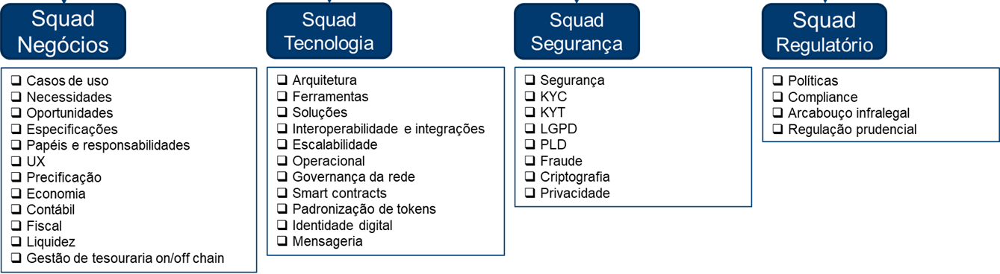 Squad
Negócios
❑ Casos de uso
❑ Necessidades
❑ Oportunidades
❑ Especificações
❑ Papéis e responsabilidades
❑ UX
❑ Precificação
❑ Economia
❑ Contábil
❑ Fiscal
❑ Liquidez
❑ Gestão de tesouraria on/off chain
Squad
Tecnologia
❑ Arquitetura
❑ Ferramentas
❑ Soluções
❑ Interoperabilidade e integrações
❑ Escalabilidade
❑ Operacional
❑ Governança da rede
❑ Smart contracts
❑ Padronização de tokens
❑ Identidade digital
❑ Mensageria
Squad
Segurança
❑ Segurança
❑ KYC
❑ KYT
❑ LGPD
❑ PLD
❑ Fraude
❑ Criptografia
❑ Privacidade
Squad
Regulatório
❑ Políticas
❑ Compliance
❑ Arcabouço infralegal
❑ Regulação prudencial